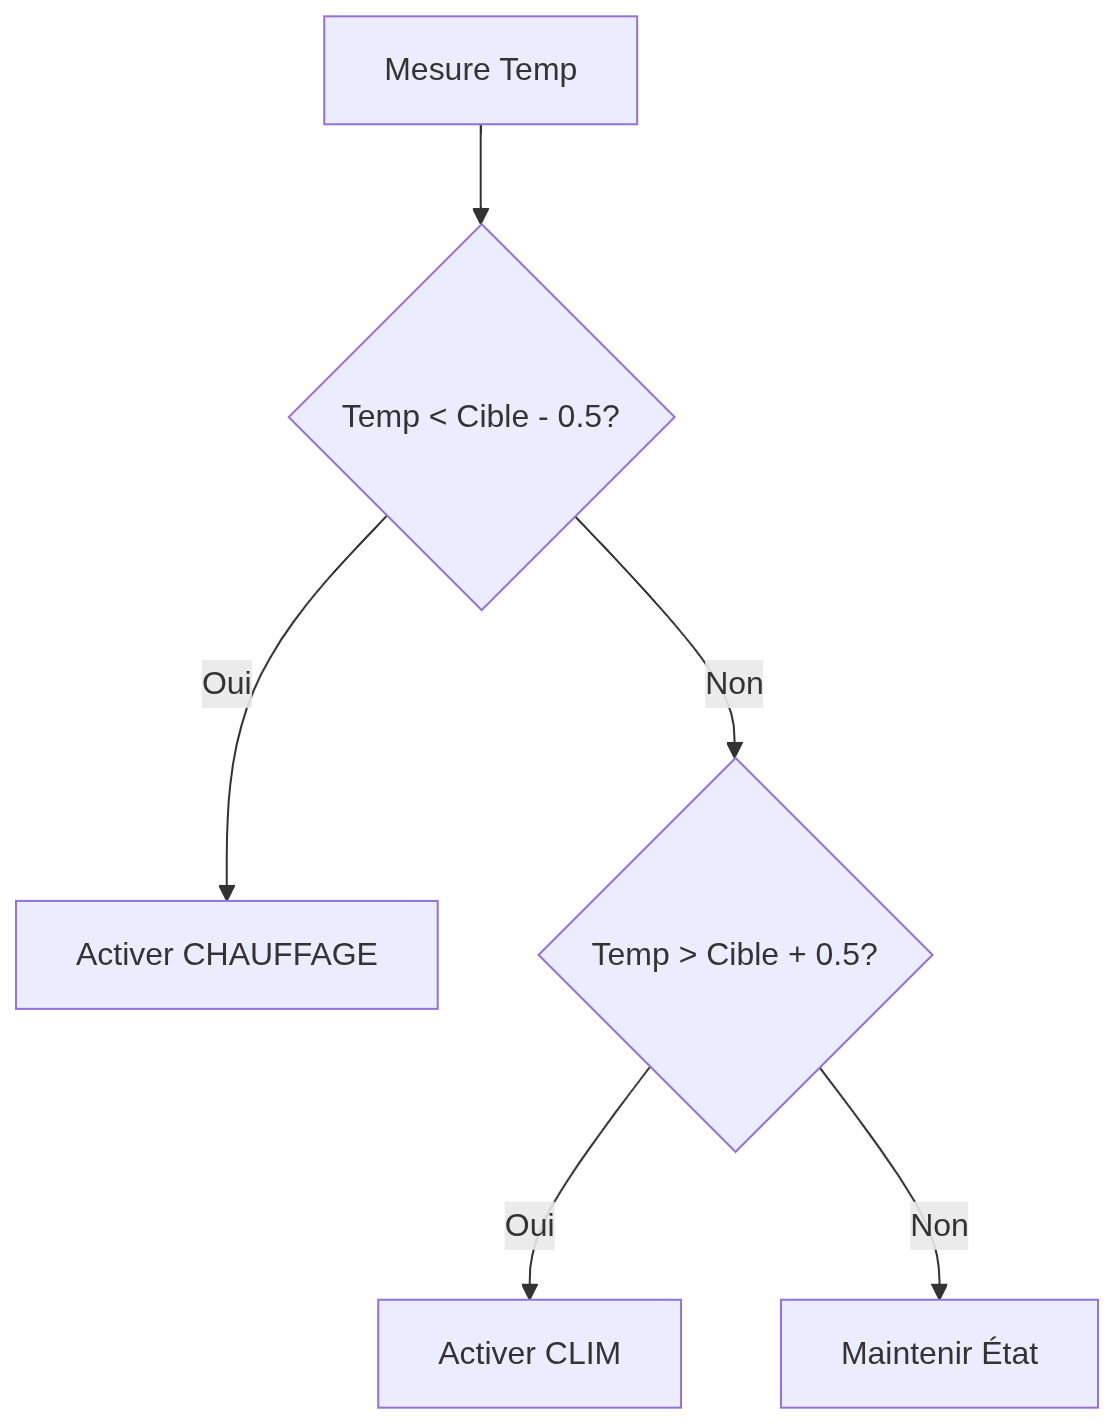 Mesure Temp
Temp < Cible - 0.5?
Oui
Non
Activer CHAUFFAGE
Temp > Cible + 0.5?
Oui
Non
Activer CLIM
Maintenir État